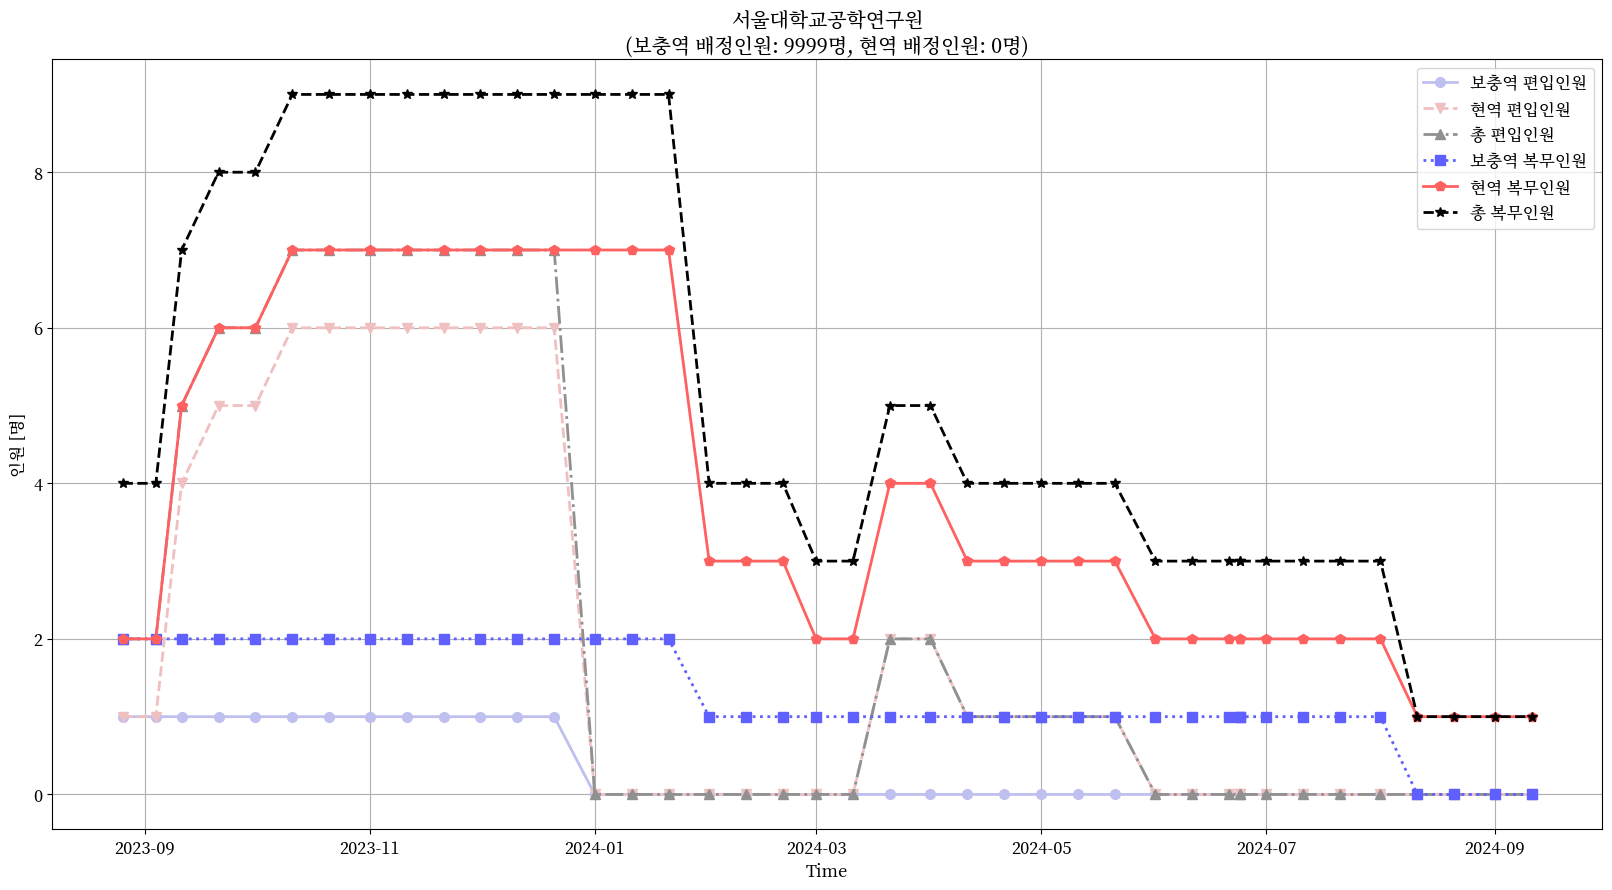 서울대학교공학연구원
(보충역 배정인원: 9999명, 현역 배정인원: 0명)
보충역 편입인원
현역 편입인원
총 편입인원
보충역 복무인원
현역 복무인원
총 복무인원
인원 [명]
8
6
4
2
0
2023-09
2023-11
2024-01
2024-03
2024-05
2024-07
2024-09
Time